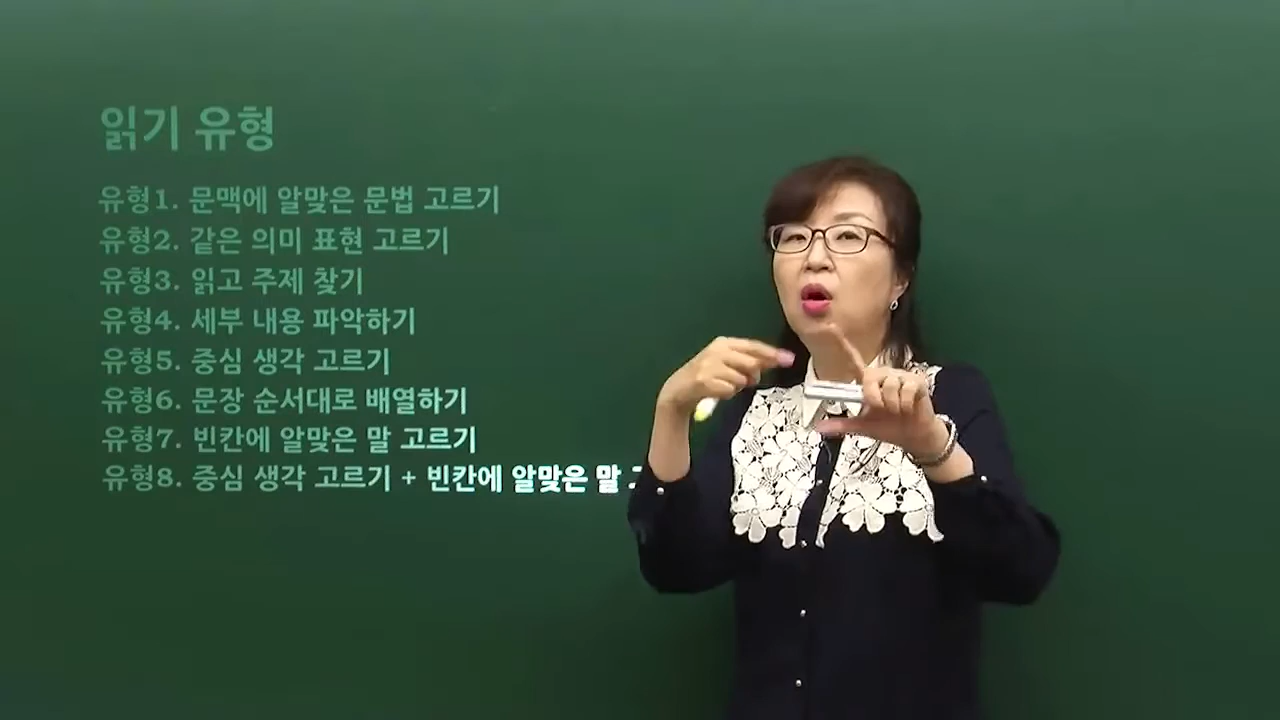 읽기 유형
유형1. 문맥에 알맞은 문법 고르기
유형2. 같은 의미 표현 고르기
유형3. 읽고 주제 찾기
유형4. 세부 내용 파악하기
유형5. 중심 생각 고르기
유형6. 문장 순서대로 배열하기
유형7. 빈칸에 알맞은 말 고르기
유형8. 중심 생각 고르기 + 빈칸에 알맞은 말